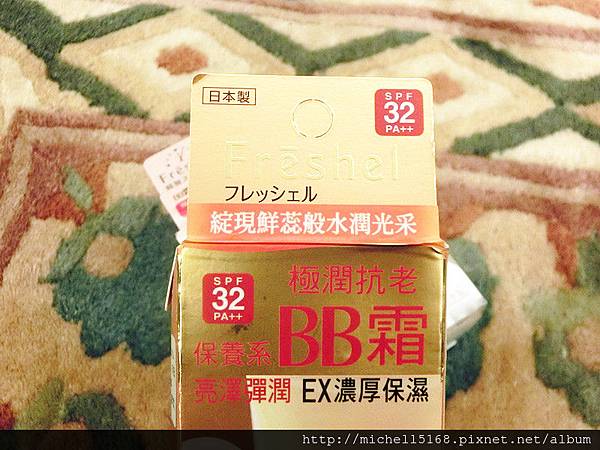 日本製
SPF
32
PA++
Freshel
フレッシェル
綻現鮮蕊般水潤光采
SPF
32
PA++
極潤抗老
保養系 BB霜
亮澤彈潤 EX濃厚保濕
http://michell5168.pixnet.net/album